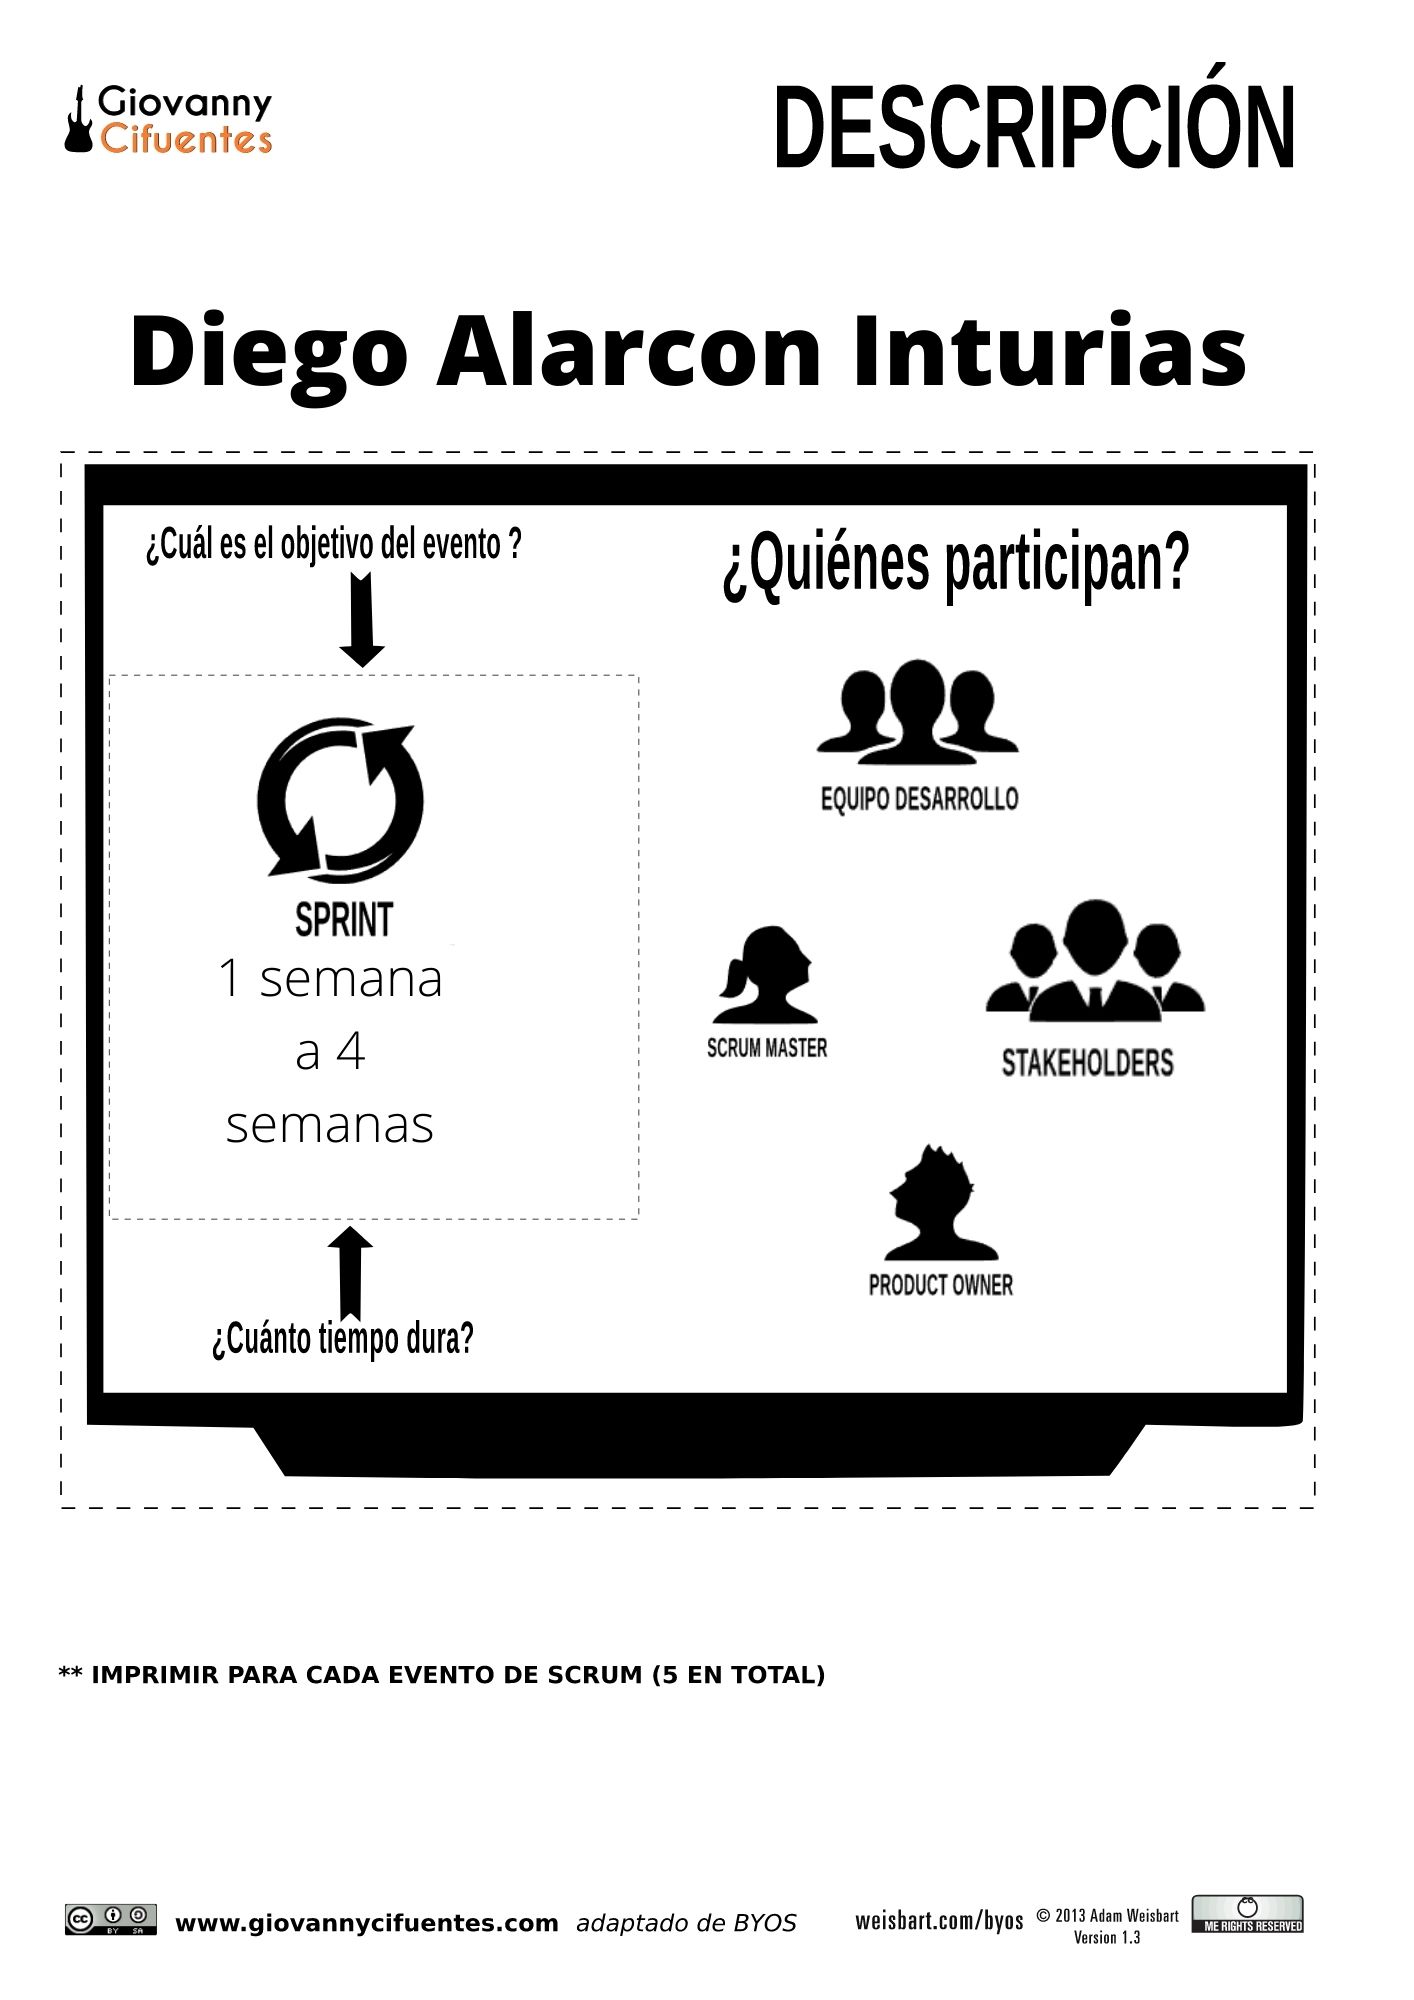 Giovanny
Cifuentes
DESCRIPCIÓN
Diego Alarcon Inturias
¿Cuál es el objetivo del evento ?
SPRINT
1 semana
a 4
semanas
¿Cuánto tiempo dura?
¿Quiénes participan?
EQUIPO DESARROLLO
SCRUM MASTER
STAKEHOLDERS
PRODUCT OWNER
** IMPRIMIR PARA CADA EVENTO DE SCRUM (5 EN TOTAL)
cc BY SA
www.giovannycifuentes.com adaptado de BYOS
weisbart.com/byos
© 2013 Adam Weisbart
Version 1.3
cc
ME RIGHTS RESERVED